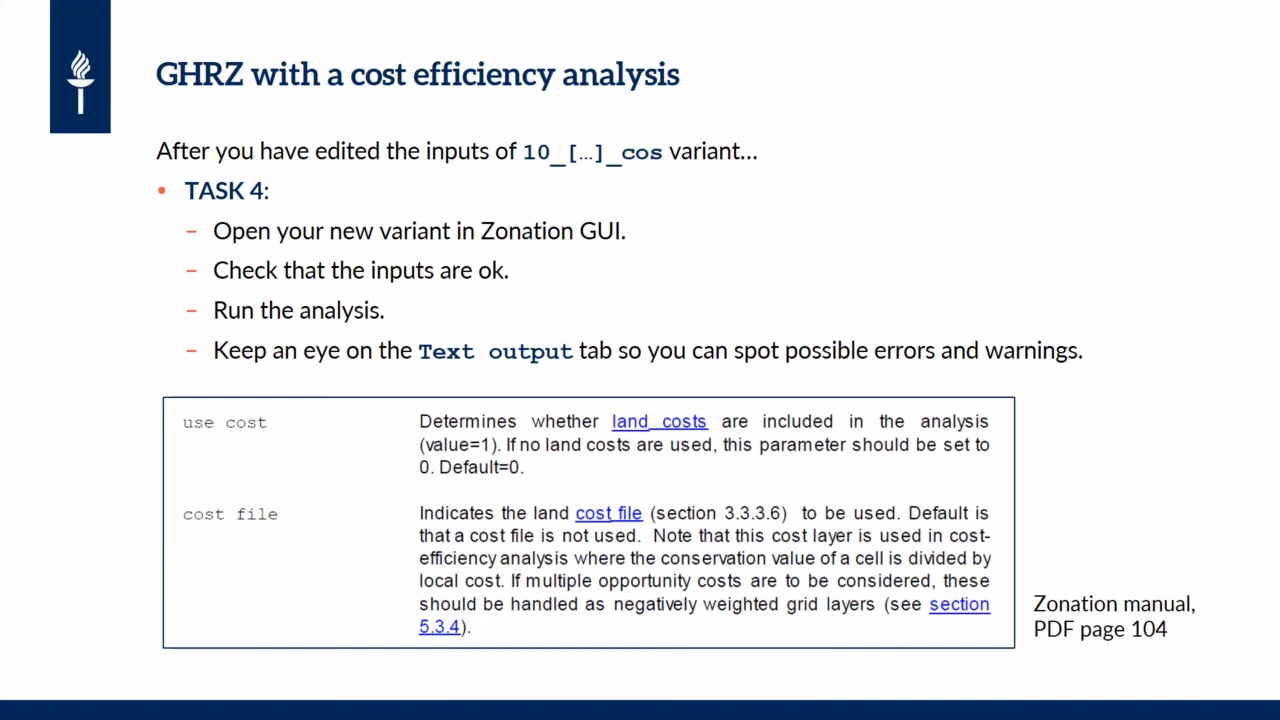 GHRZ with a cost efficiency analysis
After you have edited the inputs of 10_[…]_cos variant…
• TASK 4:
– Open your new variant in Zonation GUI.
– Check that the inputs are ok.
– Run the analysis.
– Keep an eye on the Text output tab so you can spot possible errors and warnings.
use cost
Determines whether land costs are included in the analysis
(value=1). If no land costs are used, this parameter should be set to
0. Default=0.
cost file
Indicates the land cost file (section 3.3.3.6) to be used. Default is
that a cost file is not used. Note that this cost layer is used in cost-
efficiency analysis where the conservation value of a cell is divided by
local cost. If multiple opportunity costs are to be considered, these
should be handled as negatively weighted grid layers (see section
5.3.4).
Zonation manual,
PDF page 104